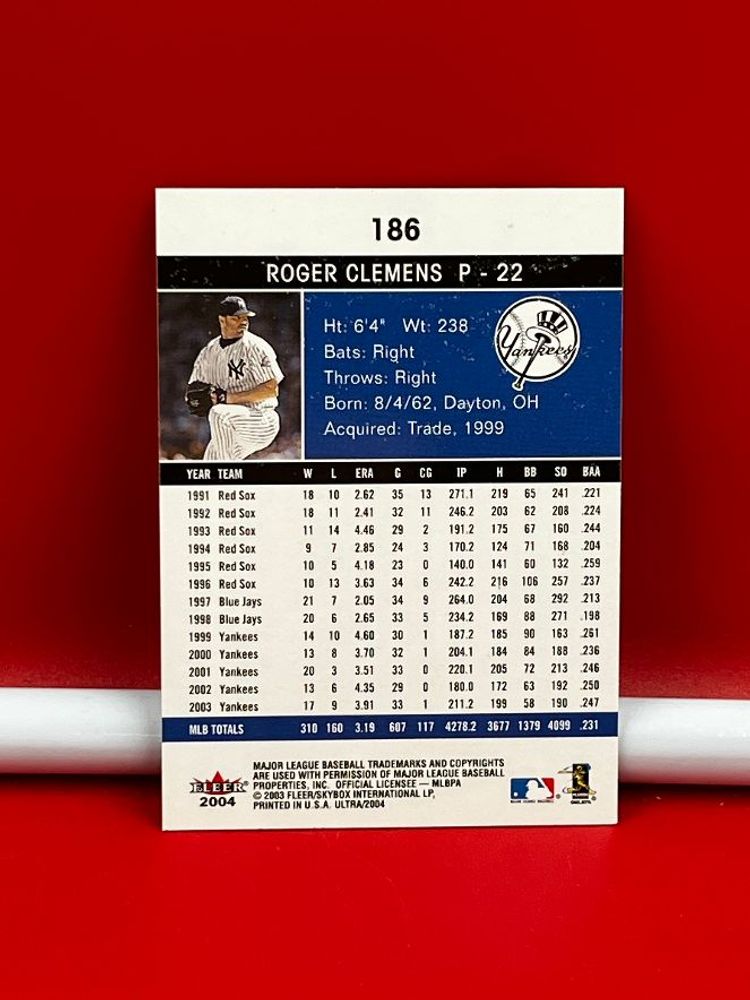 186
ROGER CLEMENS P - 22
Ht: 6'4" Wt: 238
Bats: Right
Throws: Right
Born: 8/4/62, Dayton, OH
Acquired: Trade, 1999
Yankees
NY
YEAR TEAM W L ERA G CG IP H BB SO BAA
1991 Red Sox 18 10 2.62 35 13 271.1 219 65 241 .221
1992 Red Sox 18 11 2.41 32 11 246.2 203 62 208 .224
1993 Red Sox 11 14 4.46 29 2 191.2 175 67 160 .244
1994 Red Sox 9 7 2.85 24 3 170.2 124 71 168 .204
1995 Red Sox 10 5 4.18 23 0 140.0 141 60 132 .259
1996 Red Sox 10 13 3.63 34 6 242.2 216 106 257 .237
1997 Blue Jays 21 7 2.05 34 9 264.0 204 68 292 .213
1998 Blue Jays 20 6 2.65 33 5 234.2 169 88 271 .198
1999 Yankees 14 10 4.60 30 1 187.2 185 90 163 .261
2000 Yankees 13 8 3.70 32 1 204.1 184 84 188 .236
2001 Yankees 20 3 3.51 33 0 220.1 205 72 213 .246
2002 Yankees 13 6 4.35 29 0 180.0 172 63 192 .250
2003 Yankees 17 9 3.91 33 1 211.2 199 58 190 .247
MLB TOTALS 310 160 3.19 607 117 4278.2 3677 1379 4099 .231
FLEER
2004
MAJOR LEAGUE BASEBALL TRADEMARKS AND COPYRIGHTS
ARE USED WITH PERMISSION OF MAJOR LEAGUE BASEBALL
PROPERTIES, INC. OFFICIAL LICENSEE — MLBPA
© 2003 FLEER/SKYBOX INTERNATIONAL LP,
PRINTED IN U.S.A. ULTRA/2004